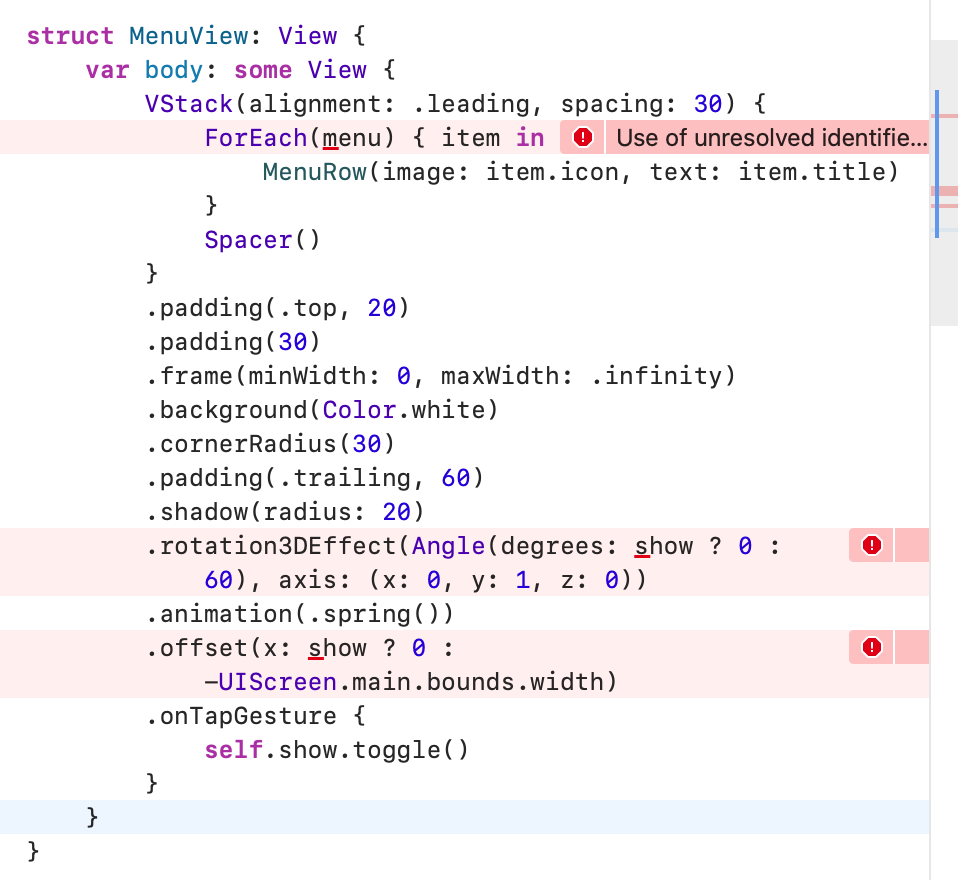 struct MenuView: View {
    var body: some View {
        VStack(alignment: .leading, spacing: 30) {
            ForEach(menu) { item in Use of unresolved identifie...
                MenuRow(image: item.icon, text: item.title)
            }
            Spacer()
        }
        .padding(.top, 20)
        .padding(30)
        .frame(minWidth: 0, maxWidth: .infinity)
        .background(Color.white)
        .cornerRadius(30)
        .padding(.trailing, 60)
        .shadow(radius: 20)
        .rotation3DEffect(Angle(degrees: show ? 0 :
            60), axis: (x: 0, y: 1, z: 0))
        .animation(.spring())
        .offset(x: show ? 0 :
            -UIScreen.main.bounds.width)
        .onTapGesture {
            self.show.toggle()
        }
    }
}